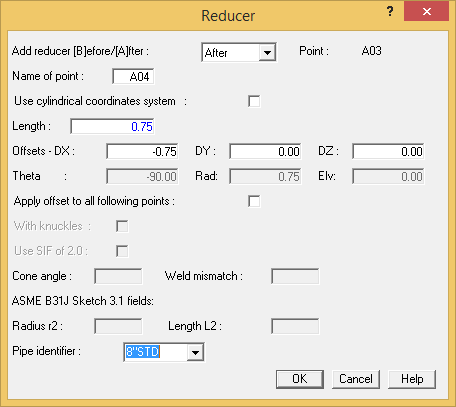 Reducer
? ×
Add reducer [B]efore/[A]fter : After Point : A03
Name of point : A04
Use cylindrical coordinates system :
Length : 0.75
Offsets - DX : -0.75 DY : 0.00 DZ : 0.00
Theta : -90.00 Rad: 0.75 Elv: 0.00
Apply offset to all following points :
With knuckles :
Use SIF of 2.0 :
Cone angle : Weld mismatch :
ASME B31J Sketch 3.1 fields:
Radius r2 : Length L2 :
Pipe identifier : 8"STD
OK Cancel Help